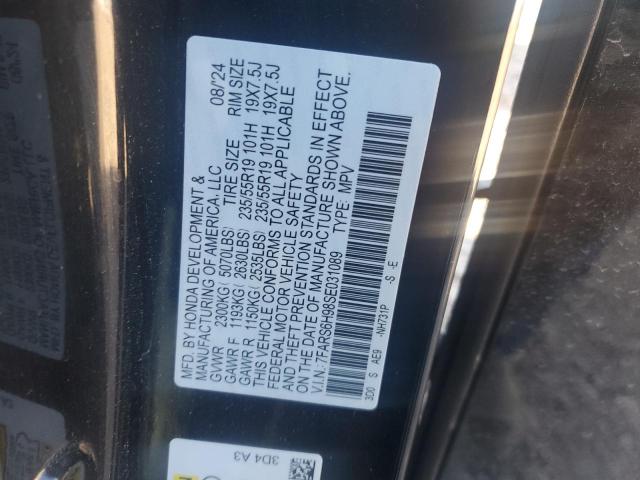 MFD. BY HONDA DEVELOPMENT &
MANUFACTURING OF AMERICA, LLC 08/'24
GVWR 2300KG( 5070LBS) TIRE SIZE RIM SIZE
GAWR F 1193KG( 2630LBS) 235/55R19 101H 19X7.5J
GAWR R 1150KG( 2535LBS) 235/55R19 101H 19X7.5J
THIS VEHICLE CONFORMS TO ALL APPLICABLE
FEDERAL MOTOR VEHICLE SAFETY
AND THEFT PREVENTION STANDARDS IN EFFECT
ON THE DATE OF MANUFACTURE SHOWN ABOVE.
V.I.N.: 7FARS6H98SE031089 TYPE: MPV
3D0 S AE9 -NH731P -S -E
3D4 A3